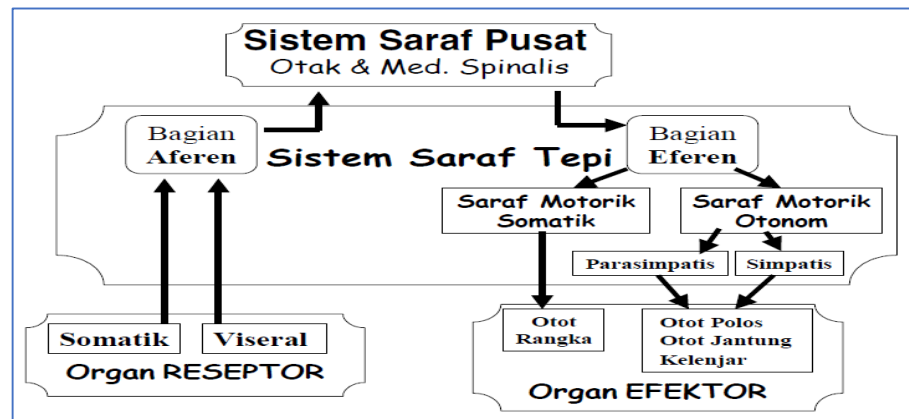 Sistem Saraf Pusat
Otak & Med. Spinalis
Bagian
Aferen
Sistem Saraf Tepi
Bagian
Eferen
Saraf Motorik
Somatik
Saraf Motorik
Otonom
Parasimpatis
Simpatis
Somatik
Viseral
Organ RESEPTOR
Otot
Rangka
Otot Polos
Otot Jantung
Kelenjar
Organ EFEKTOR